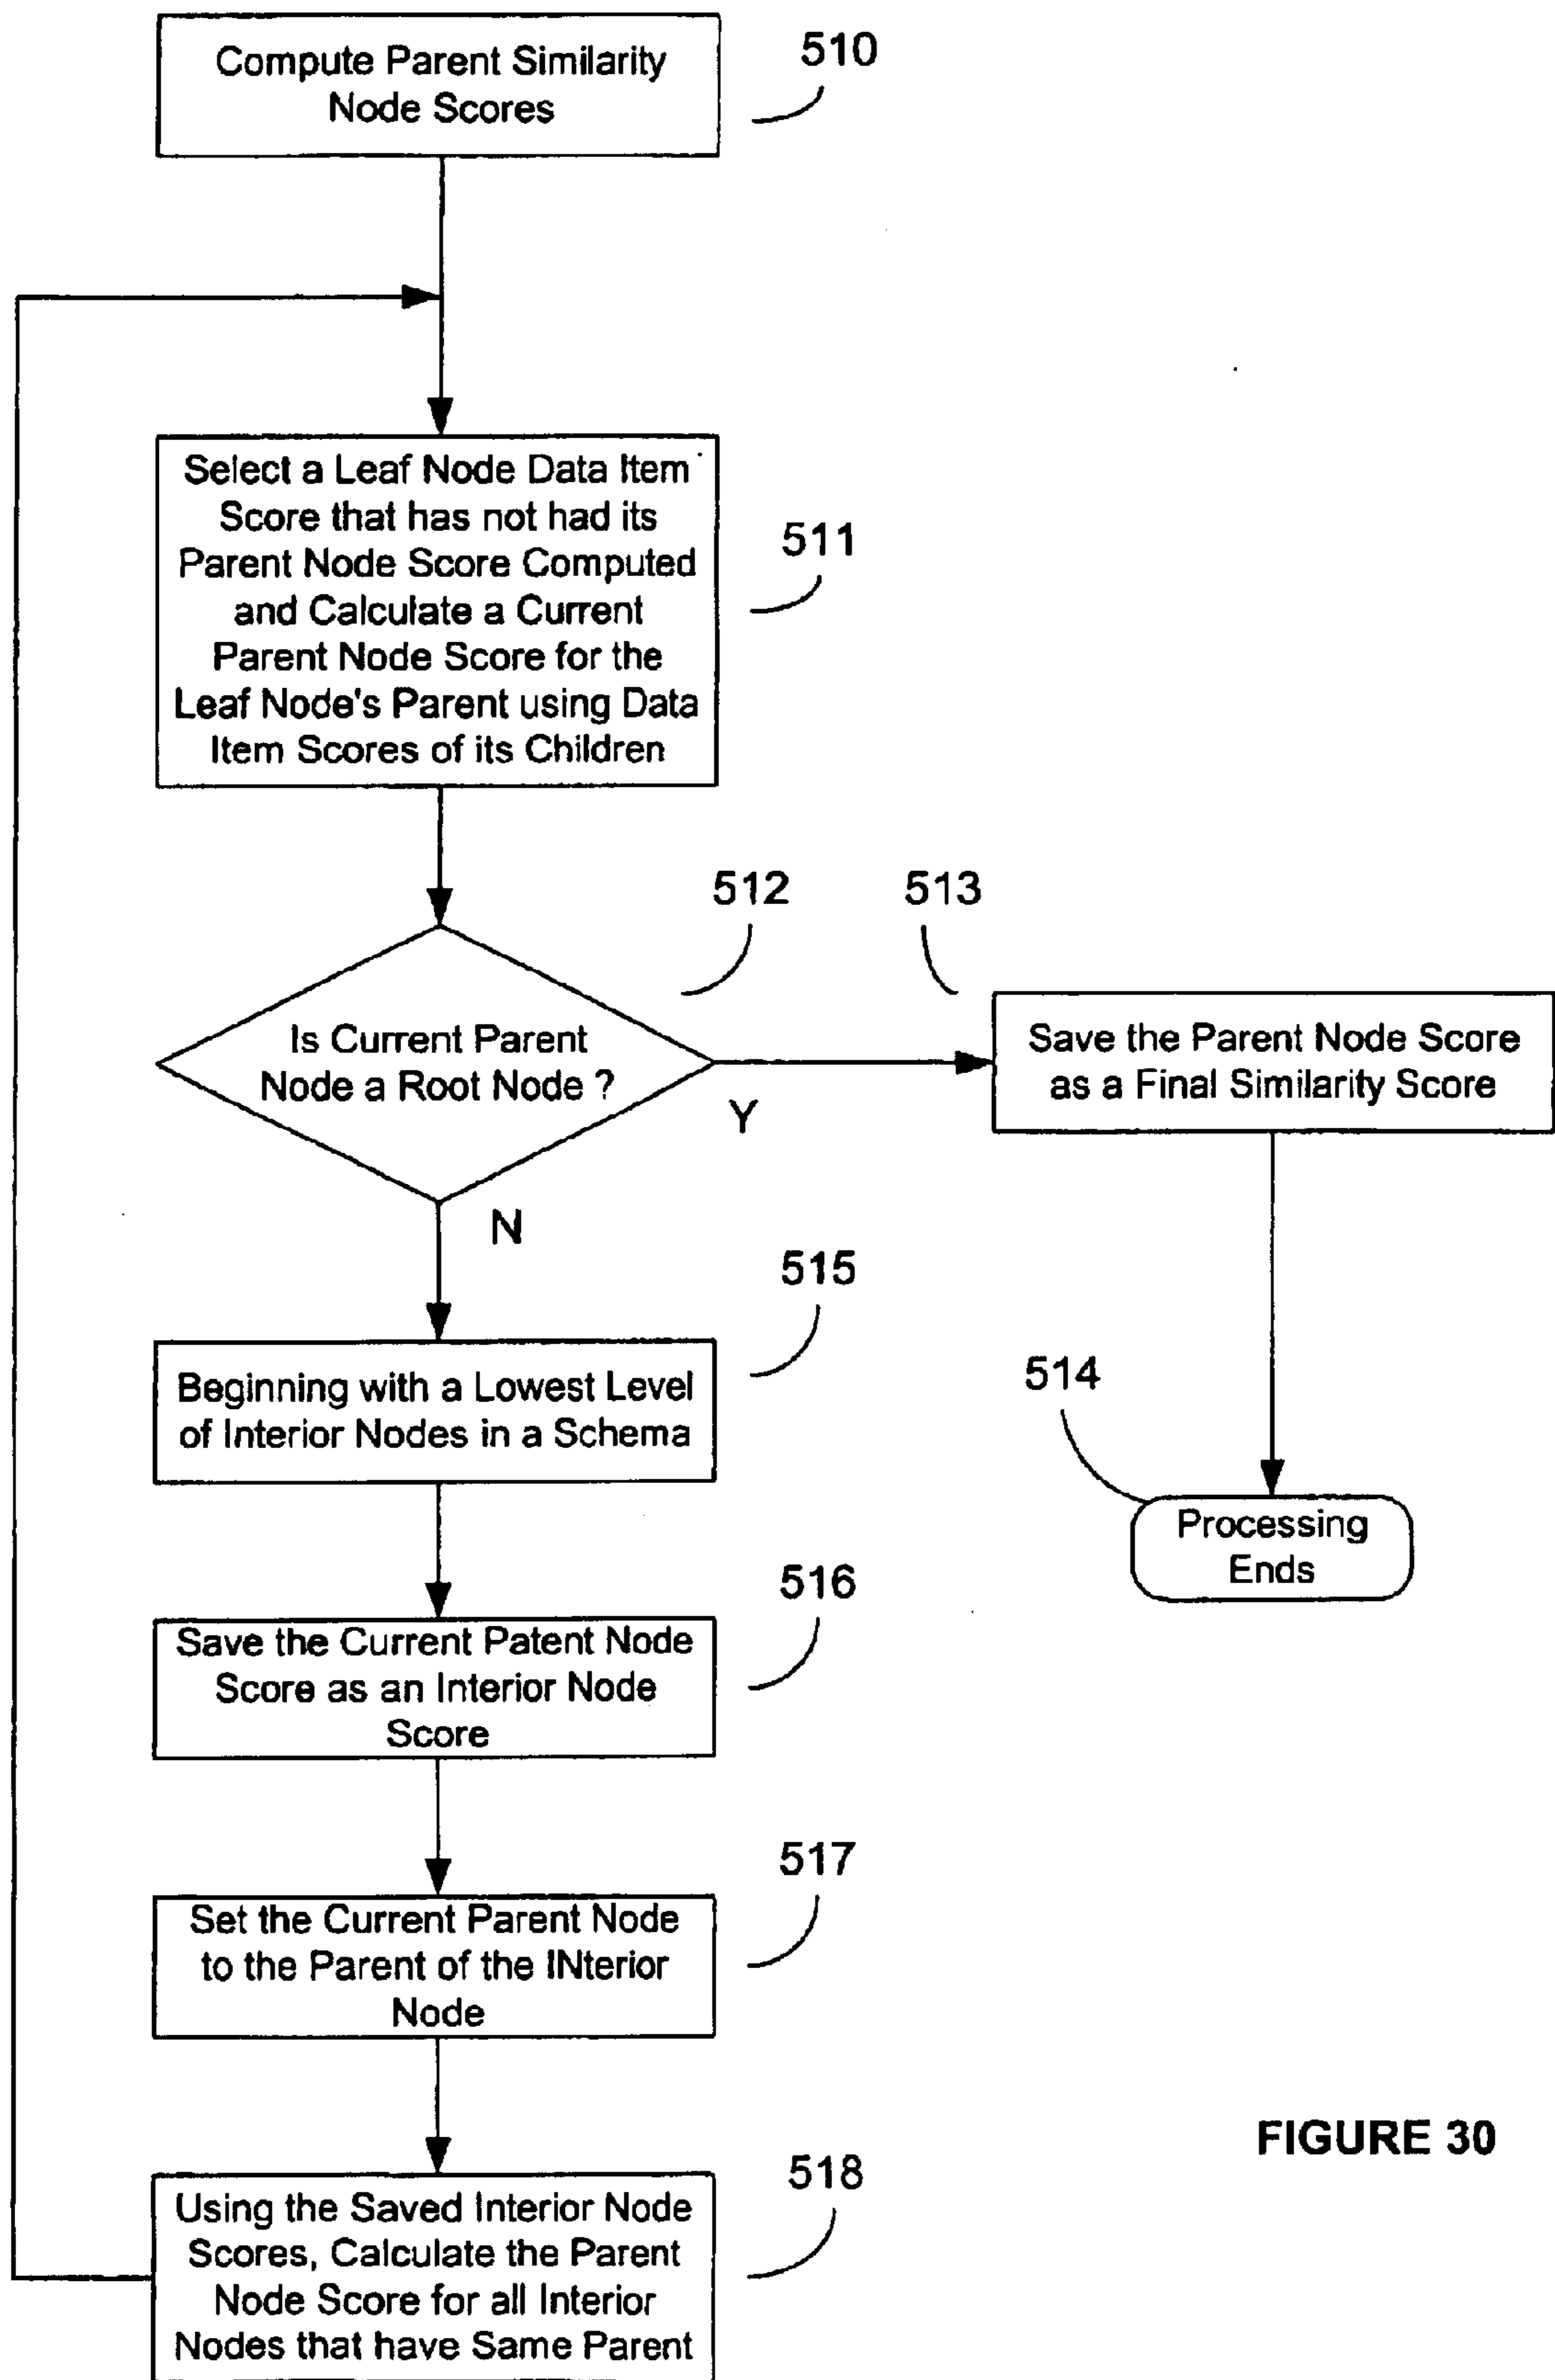 Compute Parent Similarity
Node Scores
510
Select a Leaf Node Data Item
Score that has not had its
Parent Node Score Computed
and Calculate a Current
Parent Node Score for the
Leaf Node's Parent using Data
Item Scores of its Children
511
512
513
Is Current Parent
Node a Root Node ?
Y
N
Save the Parent Node Score
as a Final Similarity Score
515
Beginning with a Lowest Level
of Interior Nodes in a Schema
514
Processing
Ends
516
Save the Current Patent Node
Score as an Interior Node
Score
517
Set the Current Parent Node
to the Parent of the INterior
Node
518
Using the Saved Interior Node
Scores, Calculate the Parent
Node Score for all Interior
Nodes that have Same Parent
FIGURE 30